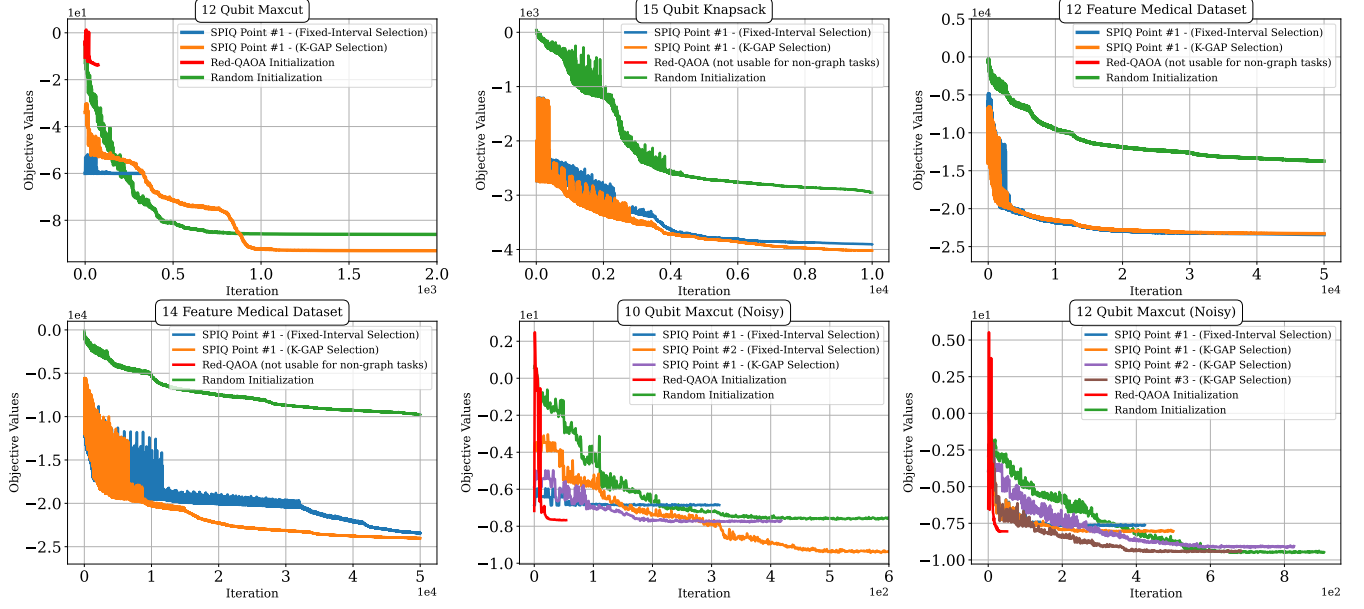 12 Qubit Maxcut
1e1
SPIQ Point #1 - (Fixed-Interval Selection)
SPIQ Point #1 - (K-GAP Selection)
Red-QAOA
Random Initialization
Objective Values
0
−2
−4
−6
−8
0.0 0.5 1.0 1.5 2.0
Iteration
1e3
15 Qubit Knapsack
1e3
SPIQ Point #1 - (Fixed-Interval Selection)
SPIQ Point #1 - (K-GAP Selection)
Red-QAOA (not usable for non-graph tasks)
Random Initialization
Objective Values
0
−1
−2
−3
−4
0.0 0.2 0.4 0.6 0.8 1.0
Iteration
1e4
12 Feature Medical Dataset
1e4
SPIQ Point #1 - (Fixed-Interval Selection)
SPIQ Point #1 - (K-GAP Selection)
Red-QAOA (not usable for non-graph tasks)
Random Initialization
Objective Values
0.5
0.0
−0.5
−1.0
−1.5
−2.0
−2.5
0 1 2 3 4 5
Iteration
1e4
14 Feature Medical Dataset
1e4
SPIQ Point #1 - (Fixed-Interval Selection)
SPIQ Point #1 - (K-GAP Selection)
Red-QAOA (not usable for non-graph tasks)
Random Initialization
Objective Values
0.0
−0.5
−1.0
−1.5
−2.0
−2.5
0 1 2 3 4 5
Iteration
1e4
10 Qubit Maxcut (Noisy)
1e1
SPIQ Point #1 - (Fixed-Interval Selection)
SPIQ Point #2 - (Fixed-Interval Selection)
SPIQ Point #1 - (K-GAP Selection)
Red-QAOA Initialization
Random Initialization
Objective Values
0.2
0.0
−0.2
−0.4
−0.6
−0.8
−1.0
0 1 2 3 4 5 6
Iteration
1e2
12 Qubit Maxcut (Noisy)
1e1
SPIQ Point #1 - (Fixed-Interval Selection)
SPIQ Point #1 - (K-GAP Selection)
SPIQ Point #2 - (K-GAP Selection)
SPIQ Point #3 - (K-GAP Selection)
Red-QAOA Initialization
Random Initialization
Objective Values
0.50
0.25
0.00
−0.25
−0.50
−0.75
−1.00
0 2 4 6 8
Iteration
1e2